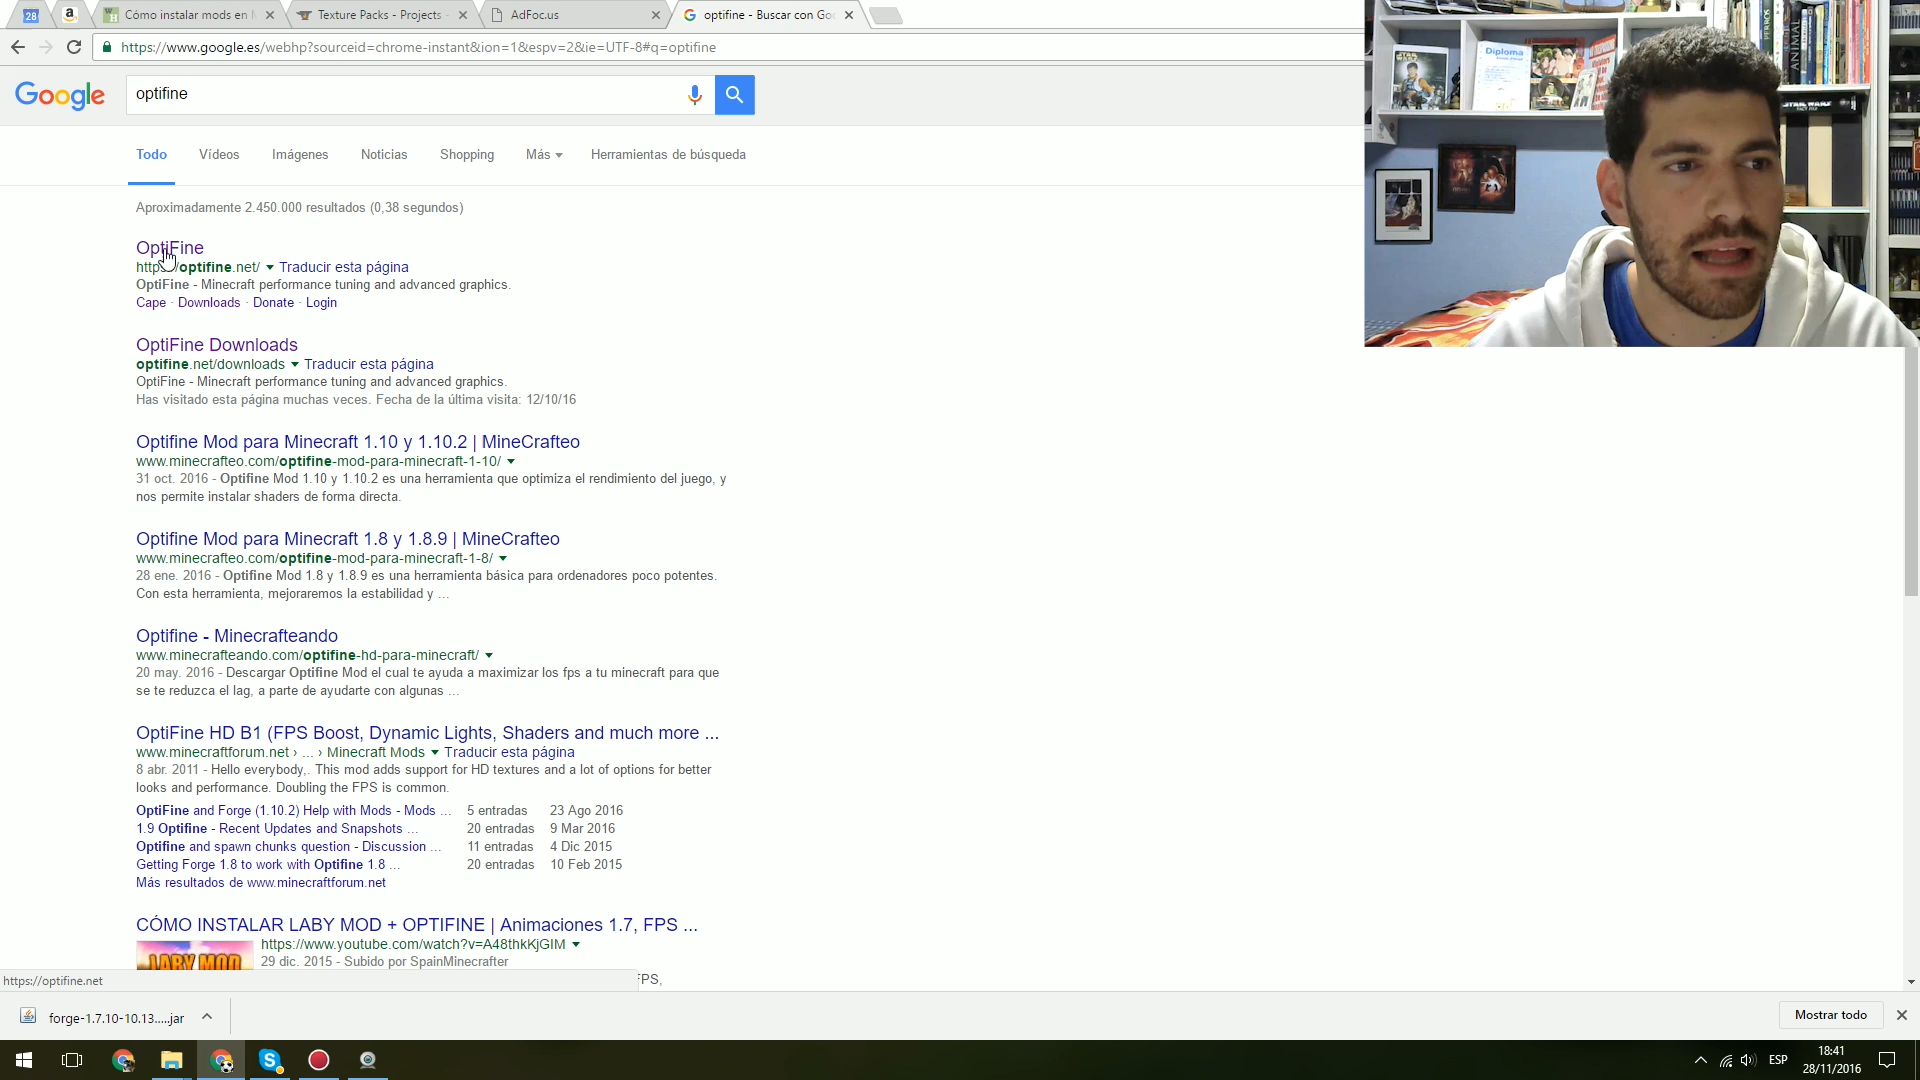 28
Cómo instalar mods en
Texture Packs - Projects
AdFoc.us
optifine - Buscar con Goo
https://www.google.es/webhp?sourceid=chrome-instant&ion=1&espv=2&ie=UTF-8#q=optifine
Google
optifine
Todo
Vídeos
Imágenes
Noticias
Shopping
Más
Herramientas de búsqueda
Aproximadamente 2.450.000 resultados (0,38 segundos)
OptiFine
https://optifine.net/ Traducir esta página
OptiFine - Minecraft performance tuning and advanced graphics.
Cape · Downloads · Donate · Login
OptiFine Downloads
optifine.net/downloads Traducir esta página
OptiFine - Minecraft performance tuning and advanced graphics.
Has visitado esta página muchas veces. Fecha de la última visita: 12/10/16
Optifine Mod para Minecraft 1.10 y 1.10.2 | MineCrafteo
www.minecrafteo.com/optifine-mod-para-minecraft-1-10/
31 oct. 2016 - Optifine Mod 1.10 y 1.10.2 es una herramienta que optimiza el rendimiento del juego, y
nos permite instalar shaders de forma directa.
Optifine Mod para Minecraft 1.8 y 1.8.9 | MineCrafteo
www.minecrafteo.com/optifine-mod-para-minecraft-1-8/
28 ene. 2016 - Optifine Mod 1.8 y 1.8.9 es una herramienta básica para ordenadores poco potentes.
Con esta herramienta, mejoraremos la estabilidad y ...
Optifine - Minecrafteando
www.minecrafteando.com/optifine-hd-para-minecraft/
20 may. 2016 - Descargar Optifine Mod el cual te ayuda a maximizar los fps a tu minecraft para que
se te reduzca el lag, a parte de ayudarte con algunas ...
OptiFine HD B1 (FPS Boost, Dynamic Lights, Shaders and much more ...
www.minecraftforum.net › ... › Minecraft Mods Traducir esta página
8 abr. 2011 - Hello everybody,. This mod adds support for HD textures and a lot of options for better
looks and performance. Doubling the FPS is common.
OptiFine and Forge (1.10.2) Help with Mods - Mods ... 5 entradas 23 Ago 2016
1.9 Optifine - Recent Updates and Snapshots ... 20 entradas 9 Mar 2016
Optifine and spawn chunks question - Discussion ... 11 entradas 4 Dic 2015
Getting Forge 1.8 to work with Optifine 1.8 ... 20 entradas 10 Feb 2015
Más resultados de www.minecraftforum.net
CÓMO INSTALAR LABY MOD + OPTIFINE | Animaciones 1.7, FPS ...
https://www.youtube.com/watch?v=A48thkKjGIM
29 dic. 2015 - Subido por SpainMinecrafter
LABY MOD
FPS,
https://optifine.net
forge-1.7.10-10.13.....jar
Mostrar todo
ESP
18:41
28/11/2016
Diploma
STAR WARS
ANIMAL
PERROS